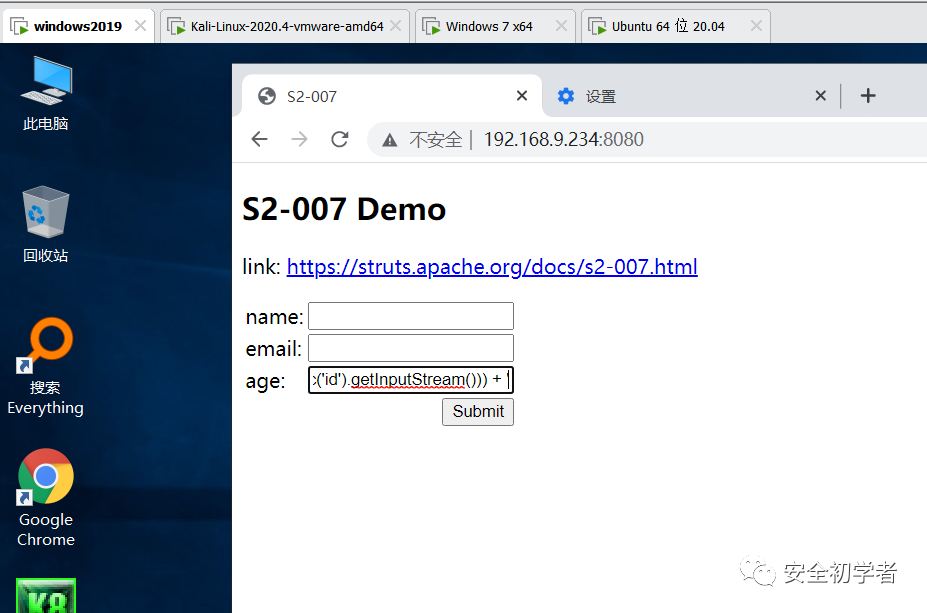 windows2019
Kali-Linux-2020.4-vmware-amd64
Windows 7 x64
Ubuntu 64 位 20.04
S2-007
设置
不安全 192.168.9.234:8080
此电脑
回收站
搜索
Everything
Google
Chrome
K8
S2-007 Demo
link: https://struts.apache.org/docs/s2-007.html
name:
email:
age: :('id').getInputStream())) + '
Submit
安全初学者